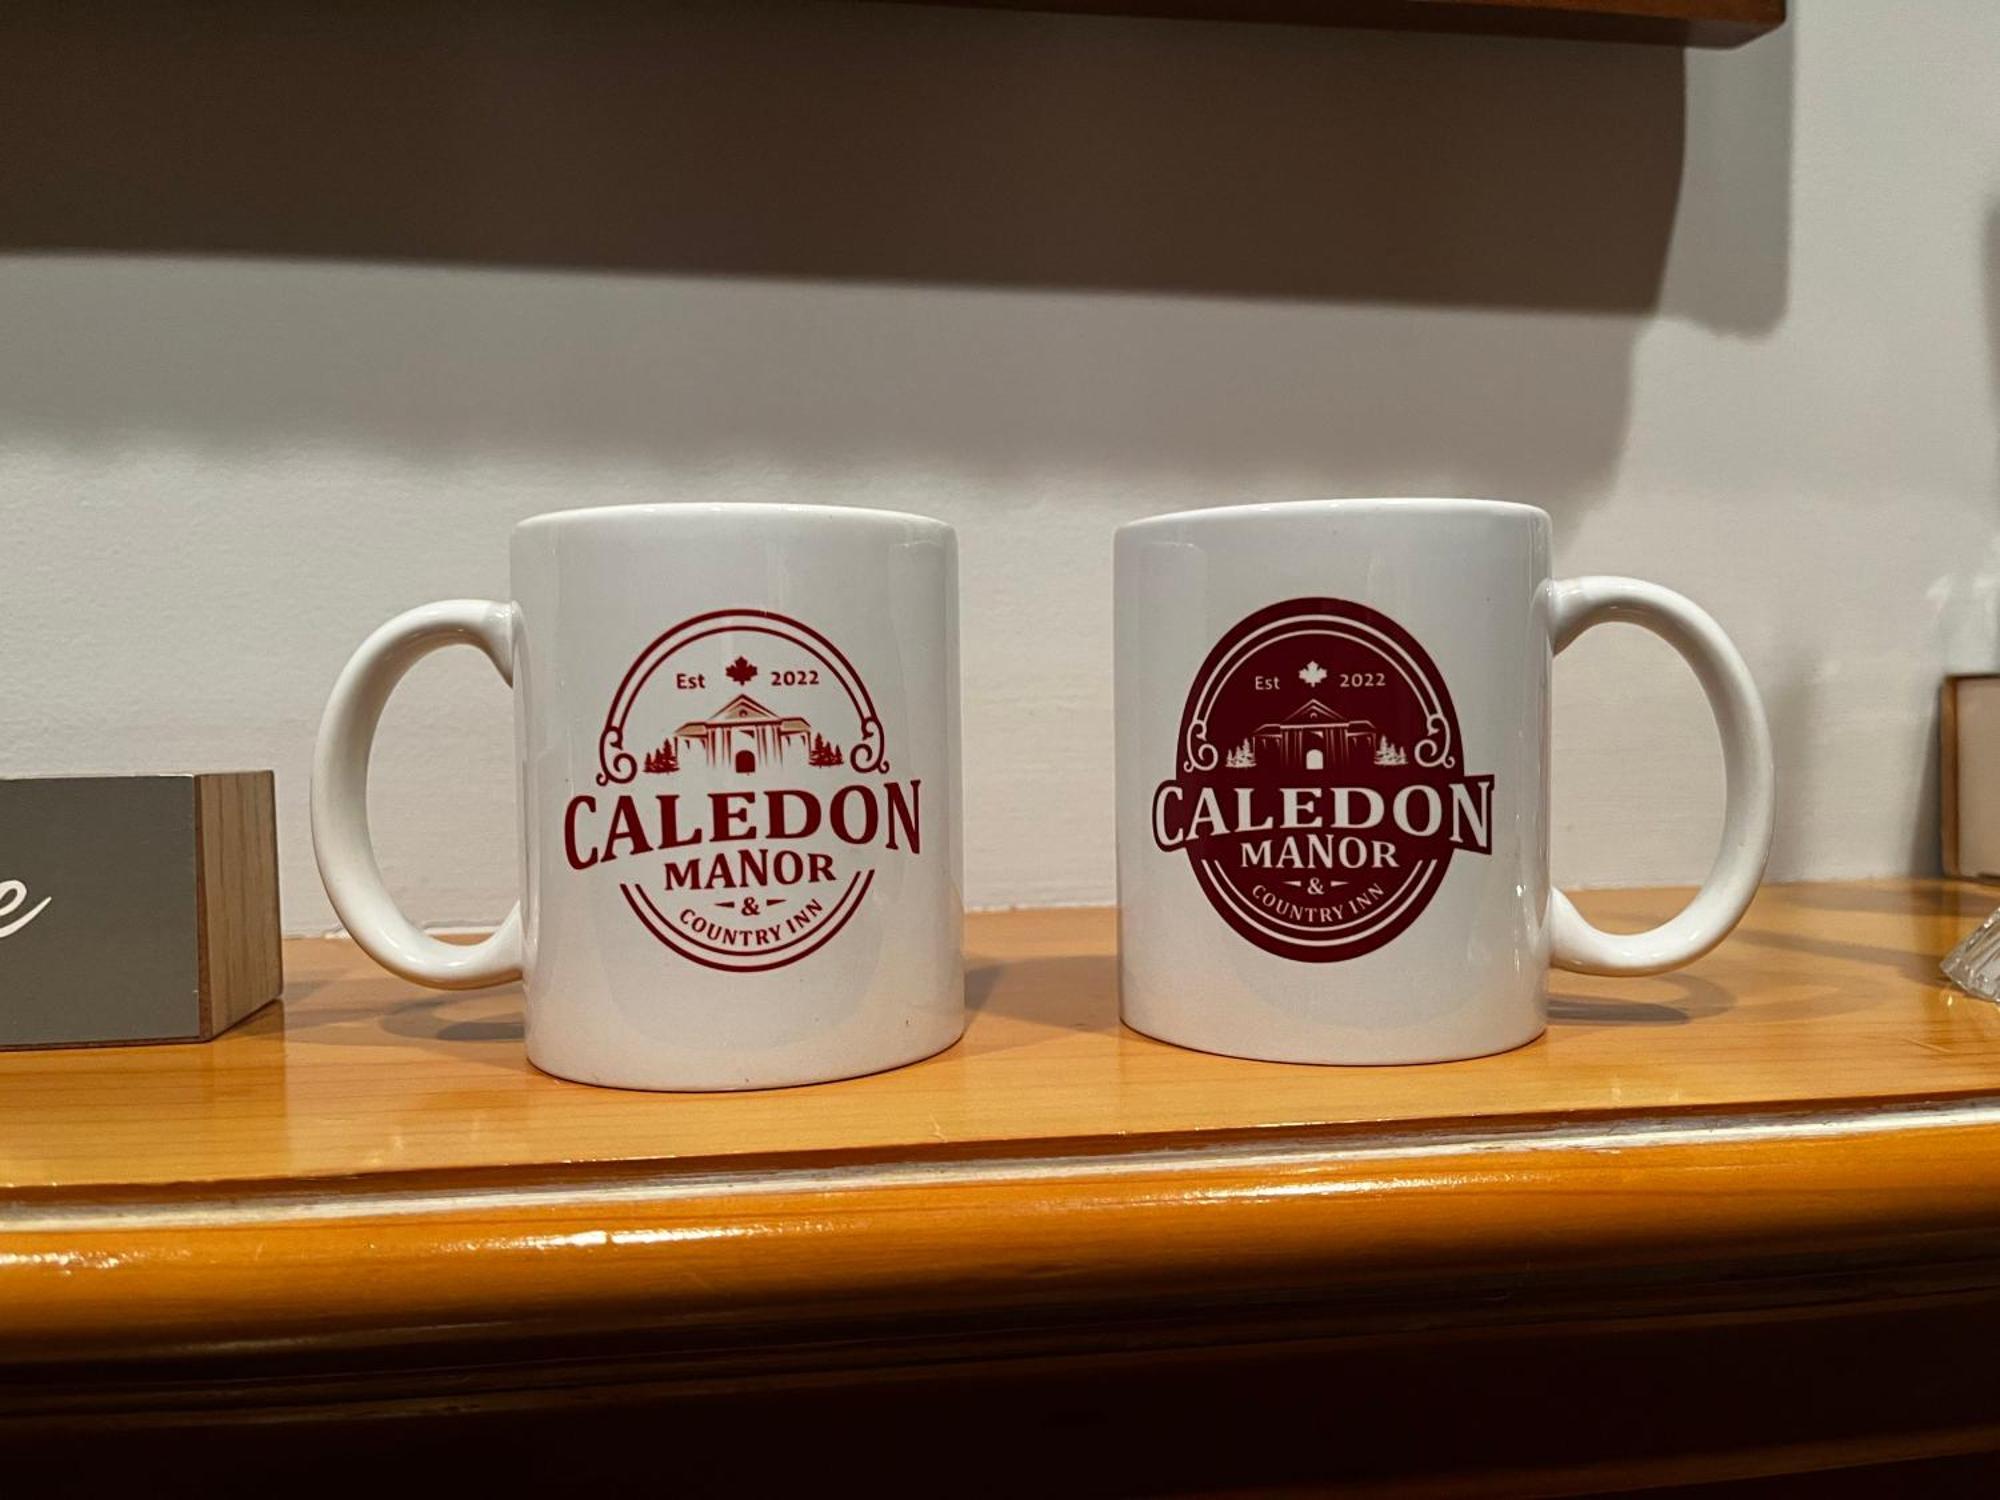 Est 2022
CALEDON
MANOR
&
COUNTRY INN
Est 2022
CALEDON
MANOR
&
COUNTRY INN
e